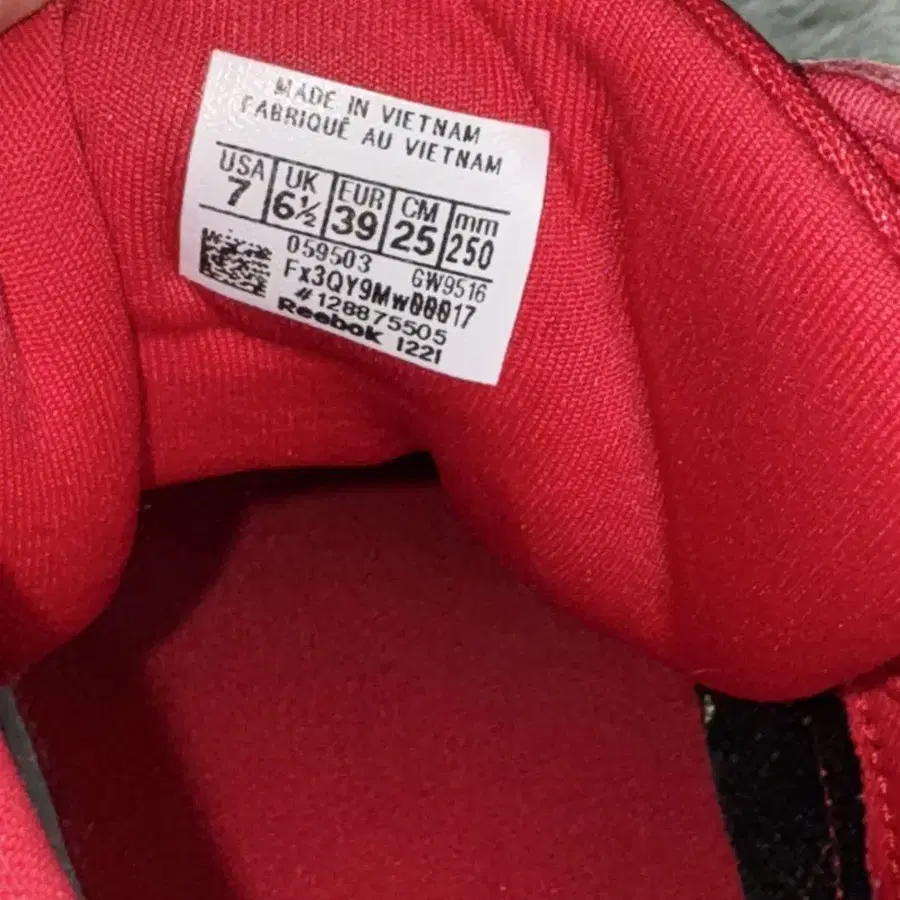 MADE IN VIETNAM
FABRIQUÉ AU VIETNAM
USA UK EUR CM mm
7 6½ 39 25 250
059503 GW9516
Fx3QY9Mw00017
#128875505
Reebok 1221